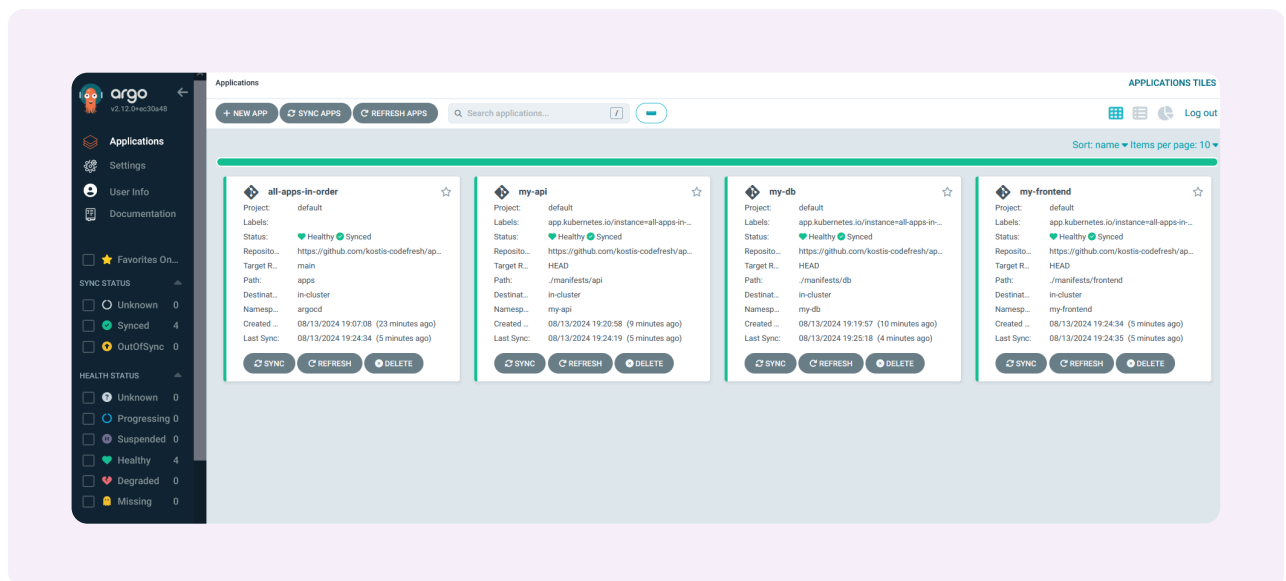 argo
v2.12.0+ec30a48
Applications
Settings
User Info
Documentation
Favorites On...
SYNC STATUS
Unknown 0
Synced 4
OutOfSync 0
HEALTH STATUS
Unknown 0
Progressing 0
Suspended 0
Healthy 4
Degraded 0
Missing 0
Applications
APPLICATIONS TILES
+ NEW APP SYNC APPS REFRESH APPS Search applications... / Log out
Sort: name Items per page: 10
all-apps-in-order
Project: default
Labels:
Status: Healthy Synced
Reposito... https://github.com/kostis-codefresh/ap...
Target R... main
Path: apps
Destinat... in-cluster
Namesp... argocd
Created ... 08/13/2024 19:07:08 (23 minutes ago)
Last Sync: 08/13/2024 19:24:34 (5 minutes ago)
SYNC REFRESH DELETE
my-api
Project: default
Labels: app.kubernetes.io/instance=all-apps-in-...
Status: Healthy Synced
Reposito... https://github.com/kostis-codefresh/ap...
Target R... HEAD
Path: ./manifests/api
Destinat... in-cluster
Namesp... my-api
Created ... 08/13/2024 19:20:58 (9 minutes ago)
Last Sync: 08/13/2024 19:24:19 (5 minutes ago)
SYNC REFRESH DELETE
my-db
Project: default
Labels: app.kubernetes.io/instance=all-apps-in-...
Status: Healthy Synced
Reposito... https://github.com/kostis-codefresh/ap...
Target R... HEAD
Path: ./manifests/db
Destinat... in-cluster
Namesp... my-db
Created ... 08/13/2024 19:19:57 (10 minutes ago)
Last Sync: 08/13/2024 19:25:18 (4 minutes ago)
SYNC REFRESH DELETE
my-frontend
Project: default
Labels: app.kubernetes.io/instance=all-apps-in-...
Status: Healthy Synced
Reposito... https://github.com/kostis-codefresh/ap...
Target R... HEAD
Path: ./manifests/frontend
Destinat... in-cluster
Namesp... my-frontend
Created ... 08/13/2024 19:24:34 (5 minutes ago)
Last Sync: 08/13/2024 19:24:35 (5 minutes ago)
SYNC REFRESH DELETE